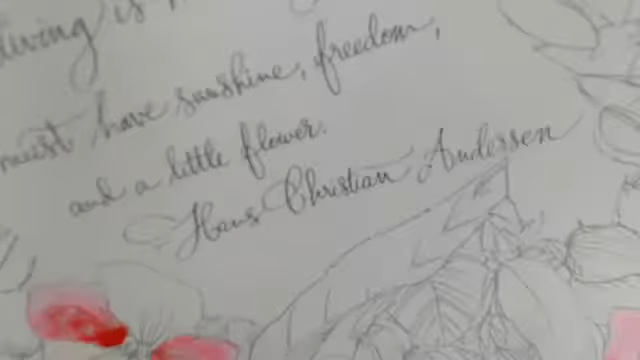 living is n
must have sunshine, freedom,
and a little flower.
Hans Christian Andersen